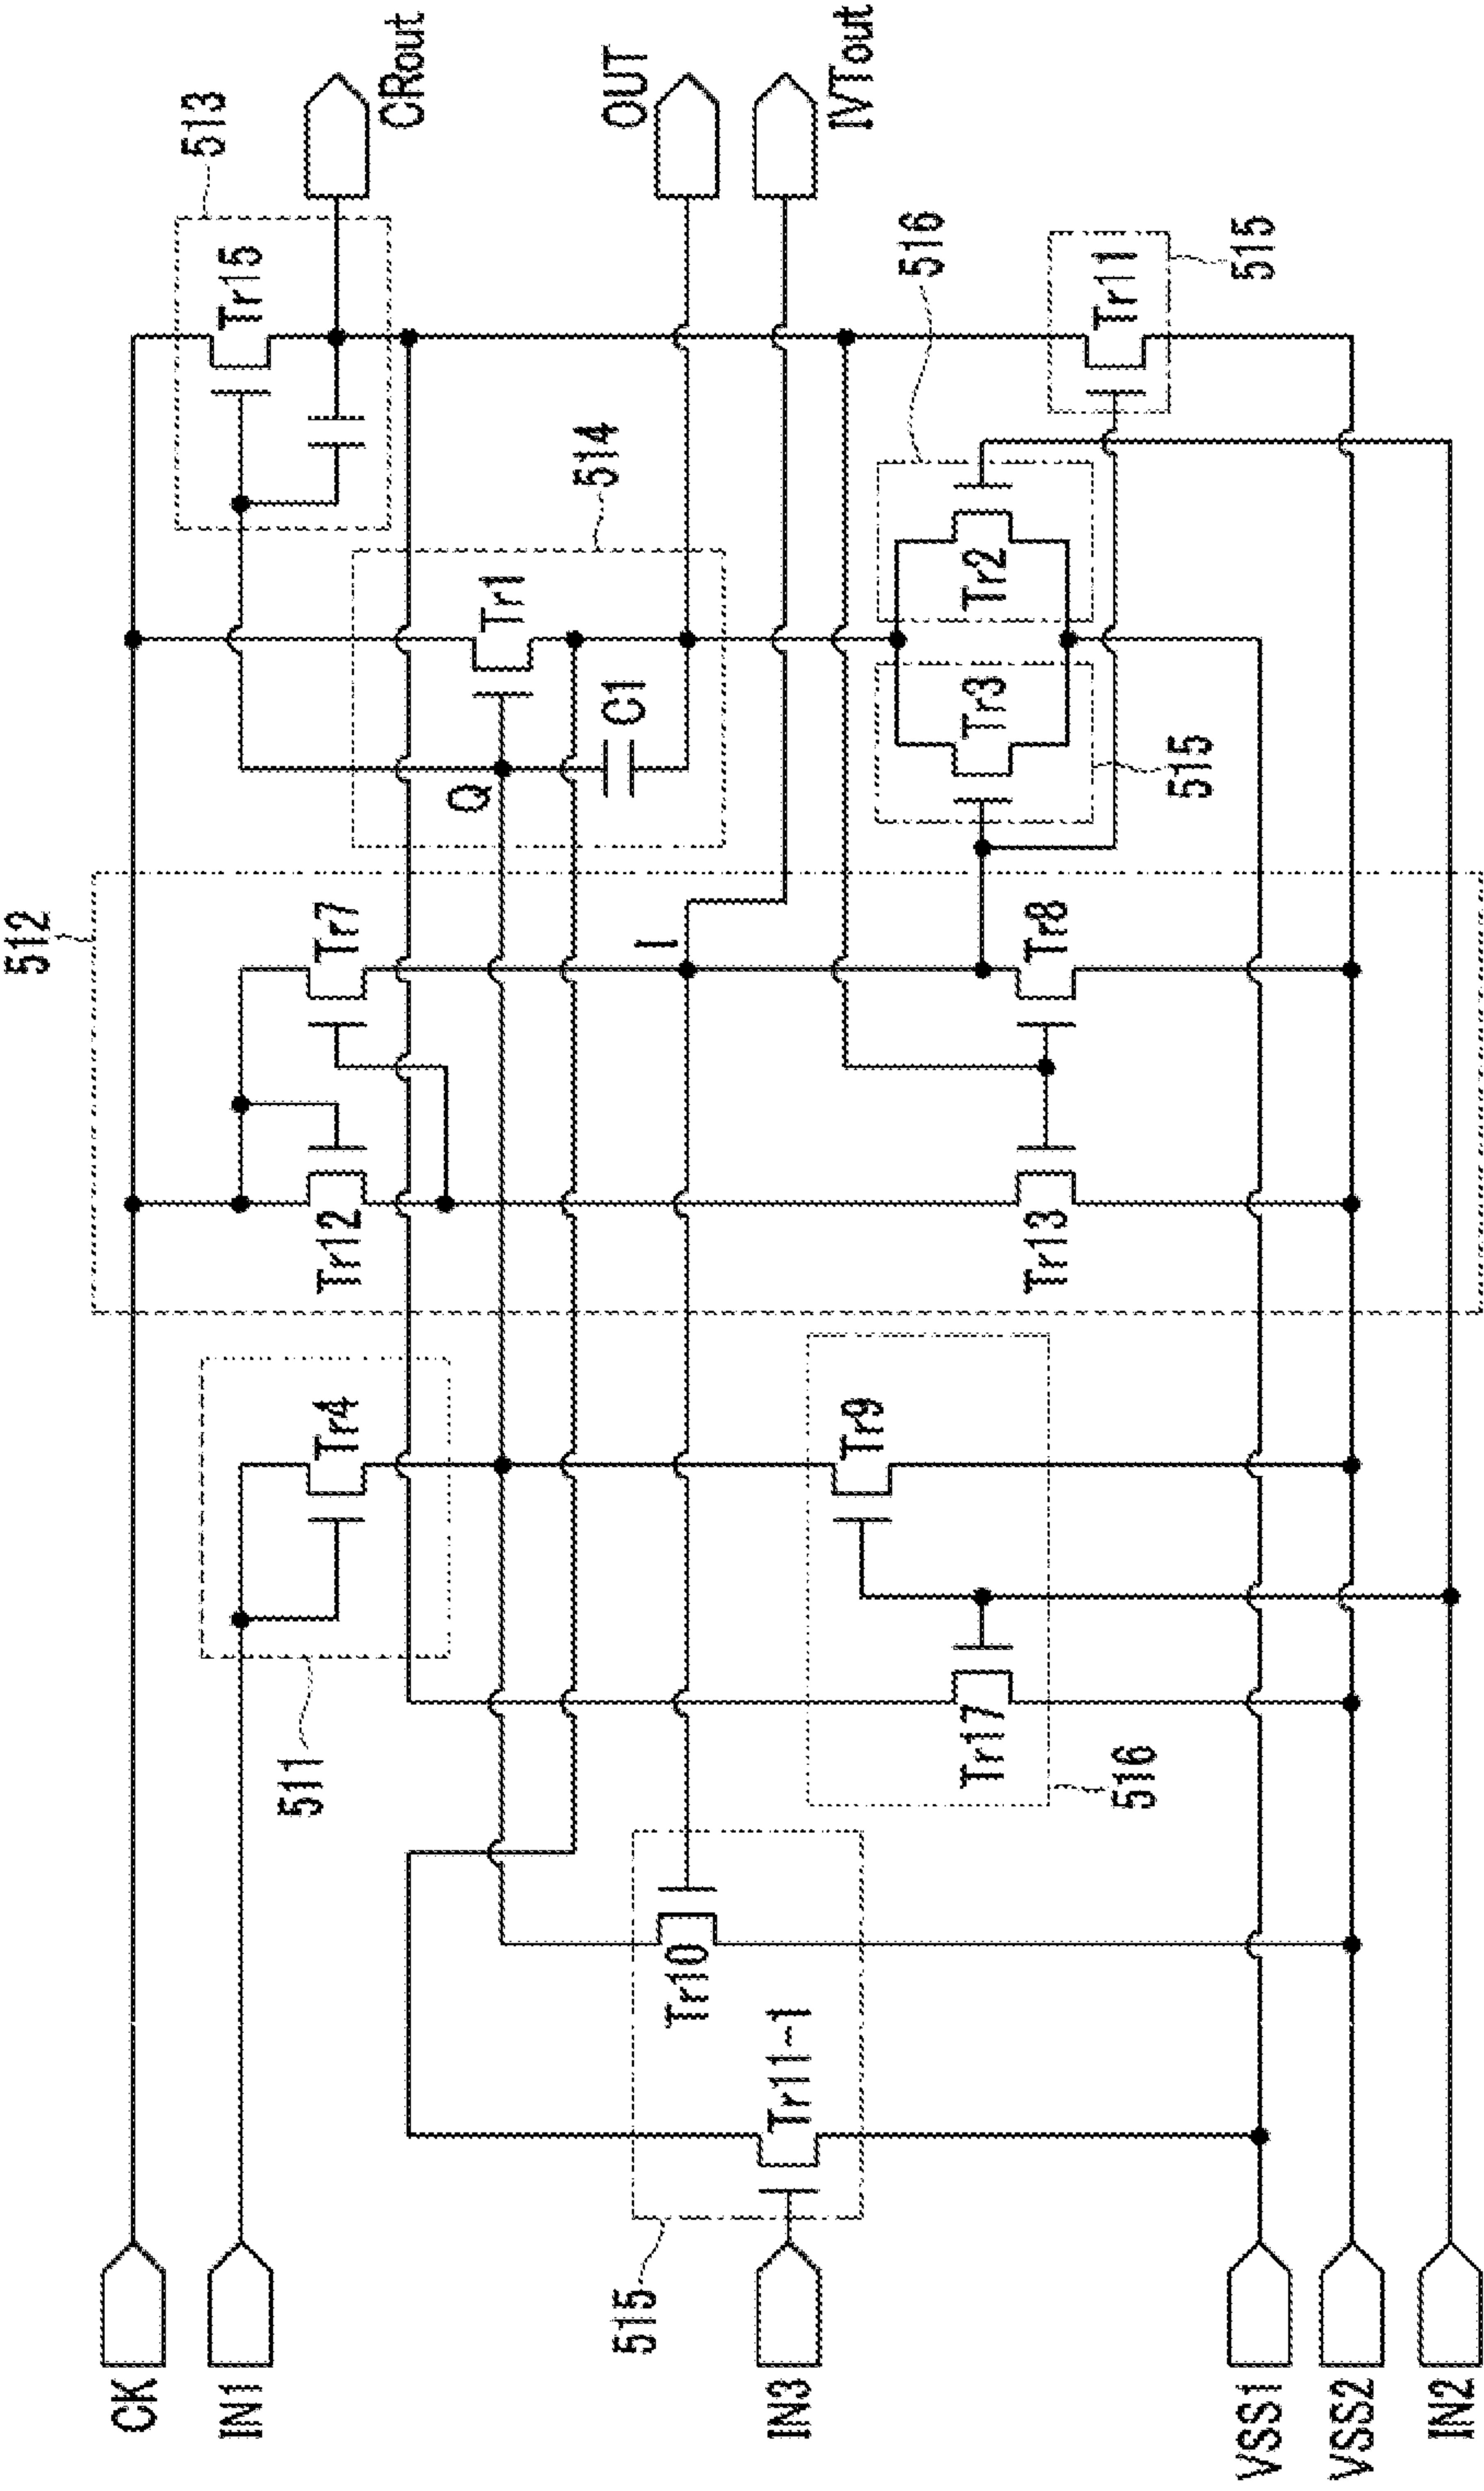 512
513
CRout
Tr15
OUT
IVTout
514
516
515
Tr1
C1
Q
Tr2
Tr3
Tr11
515
Tr7
I
Tr8
Tr12
Tr13
511
Tr4
Tr9
Tr17
516
Tr10
Tr11-1
515
CK
IN1
IN3
VSS1
VSS2
IN2